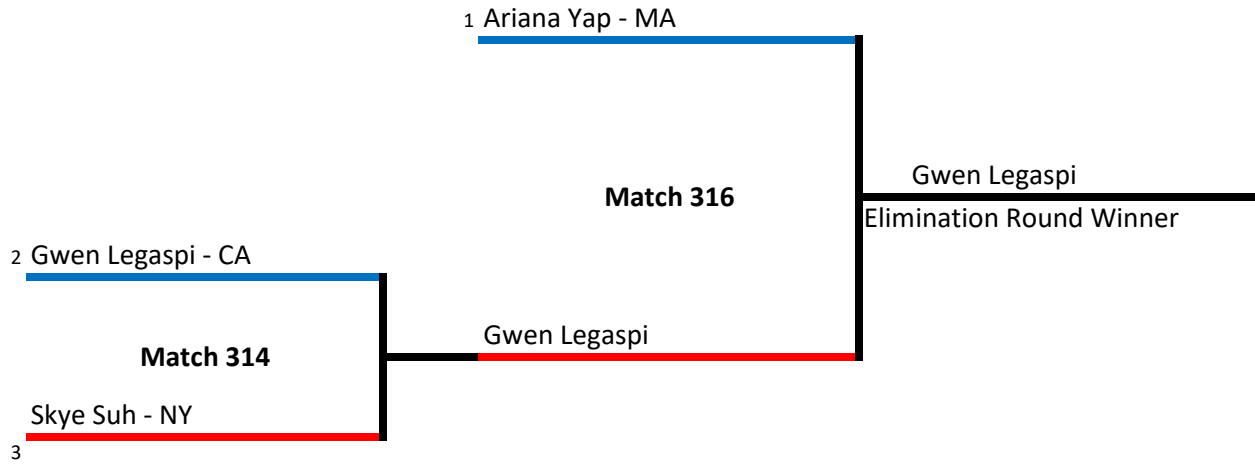 1 Ariana Yap - MA
Match 316
Gwen Legaspi
Elimination Round Winner
2 Gwen Legaspi - CA
Gwen Legaspi
Match 314
Skye Suh - NY
3